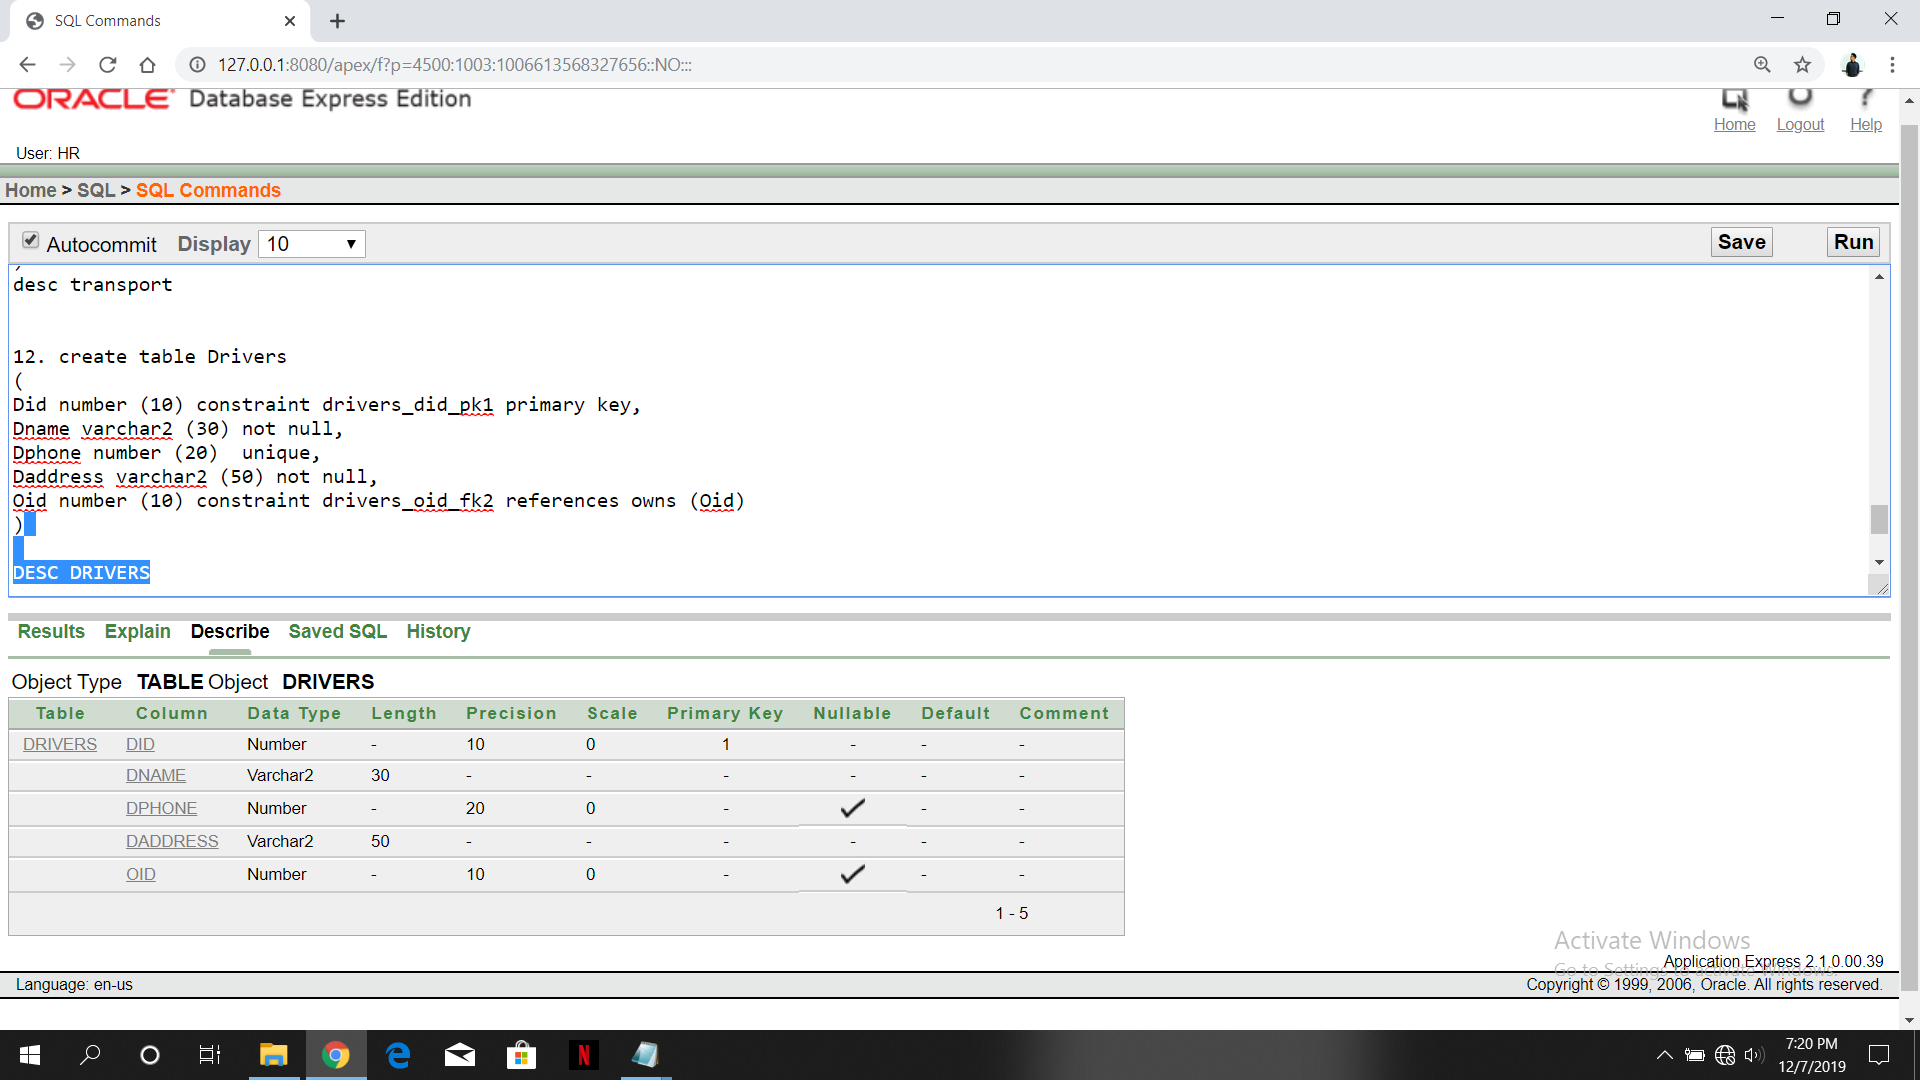 SQL Commands
127.0.0.1:8080/apex/f?p=4500:1003:1006613568327656::NO:::
ORACLE Database Express Edition
Home Logout Help
User: HR
Home > SQL > SQL Commands
Autocommit Display 10 Save Run
desc transport
12. create table Drivers
(
Did number (10) constraint drivers_did_pk1 primary key,
Dname varchar2 (30) not null,
Dphone number (20)  unique,
Daddress varchar2 (50) not null,
Oid number (10) constraint drivers_oid_fk2 references owns (Oid)
)
DESC DRIVERS
Results Explain Describe Saved SQL History
Object Type TABLE Object DRIVERS
Table Column Data Type Length Precision Scale Primary Key Nullable Default Comment
DRIVERS DID Number - 10 0 1 - - -
DNAME Varchar2 30 - - - - - -
DPHONE Number - 20 0 - ✓ - -
DADDRESS Varchar2 50 - - - - - -
OID Number - 10 0 - ✓ - -
1 - 5
Activate Windows
Go to Settings to activate Windows.
Application Express 2.1.0.00.39
Language: en-us
Copyright © 1999, 2006, Oracle. All rights reserved.
N
7:20 PM
12/7/2019